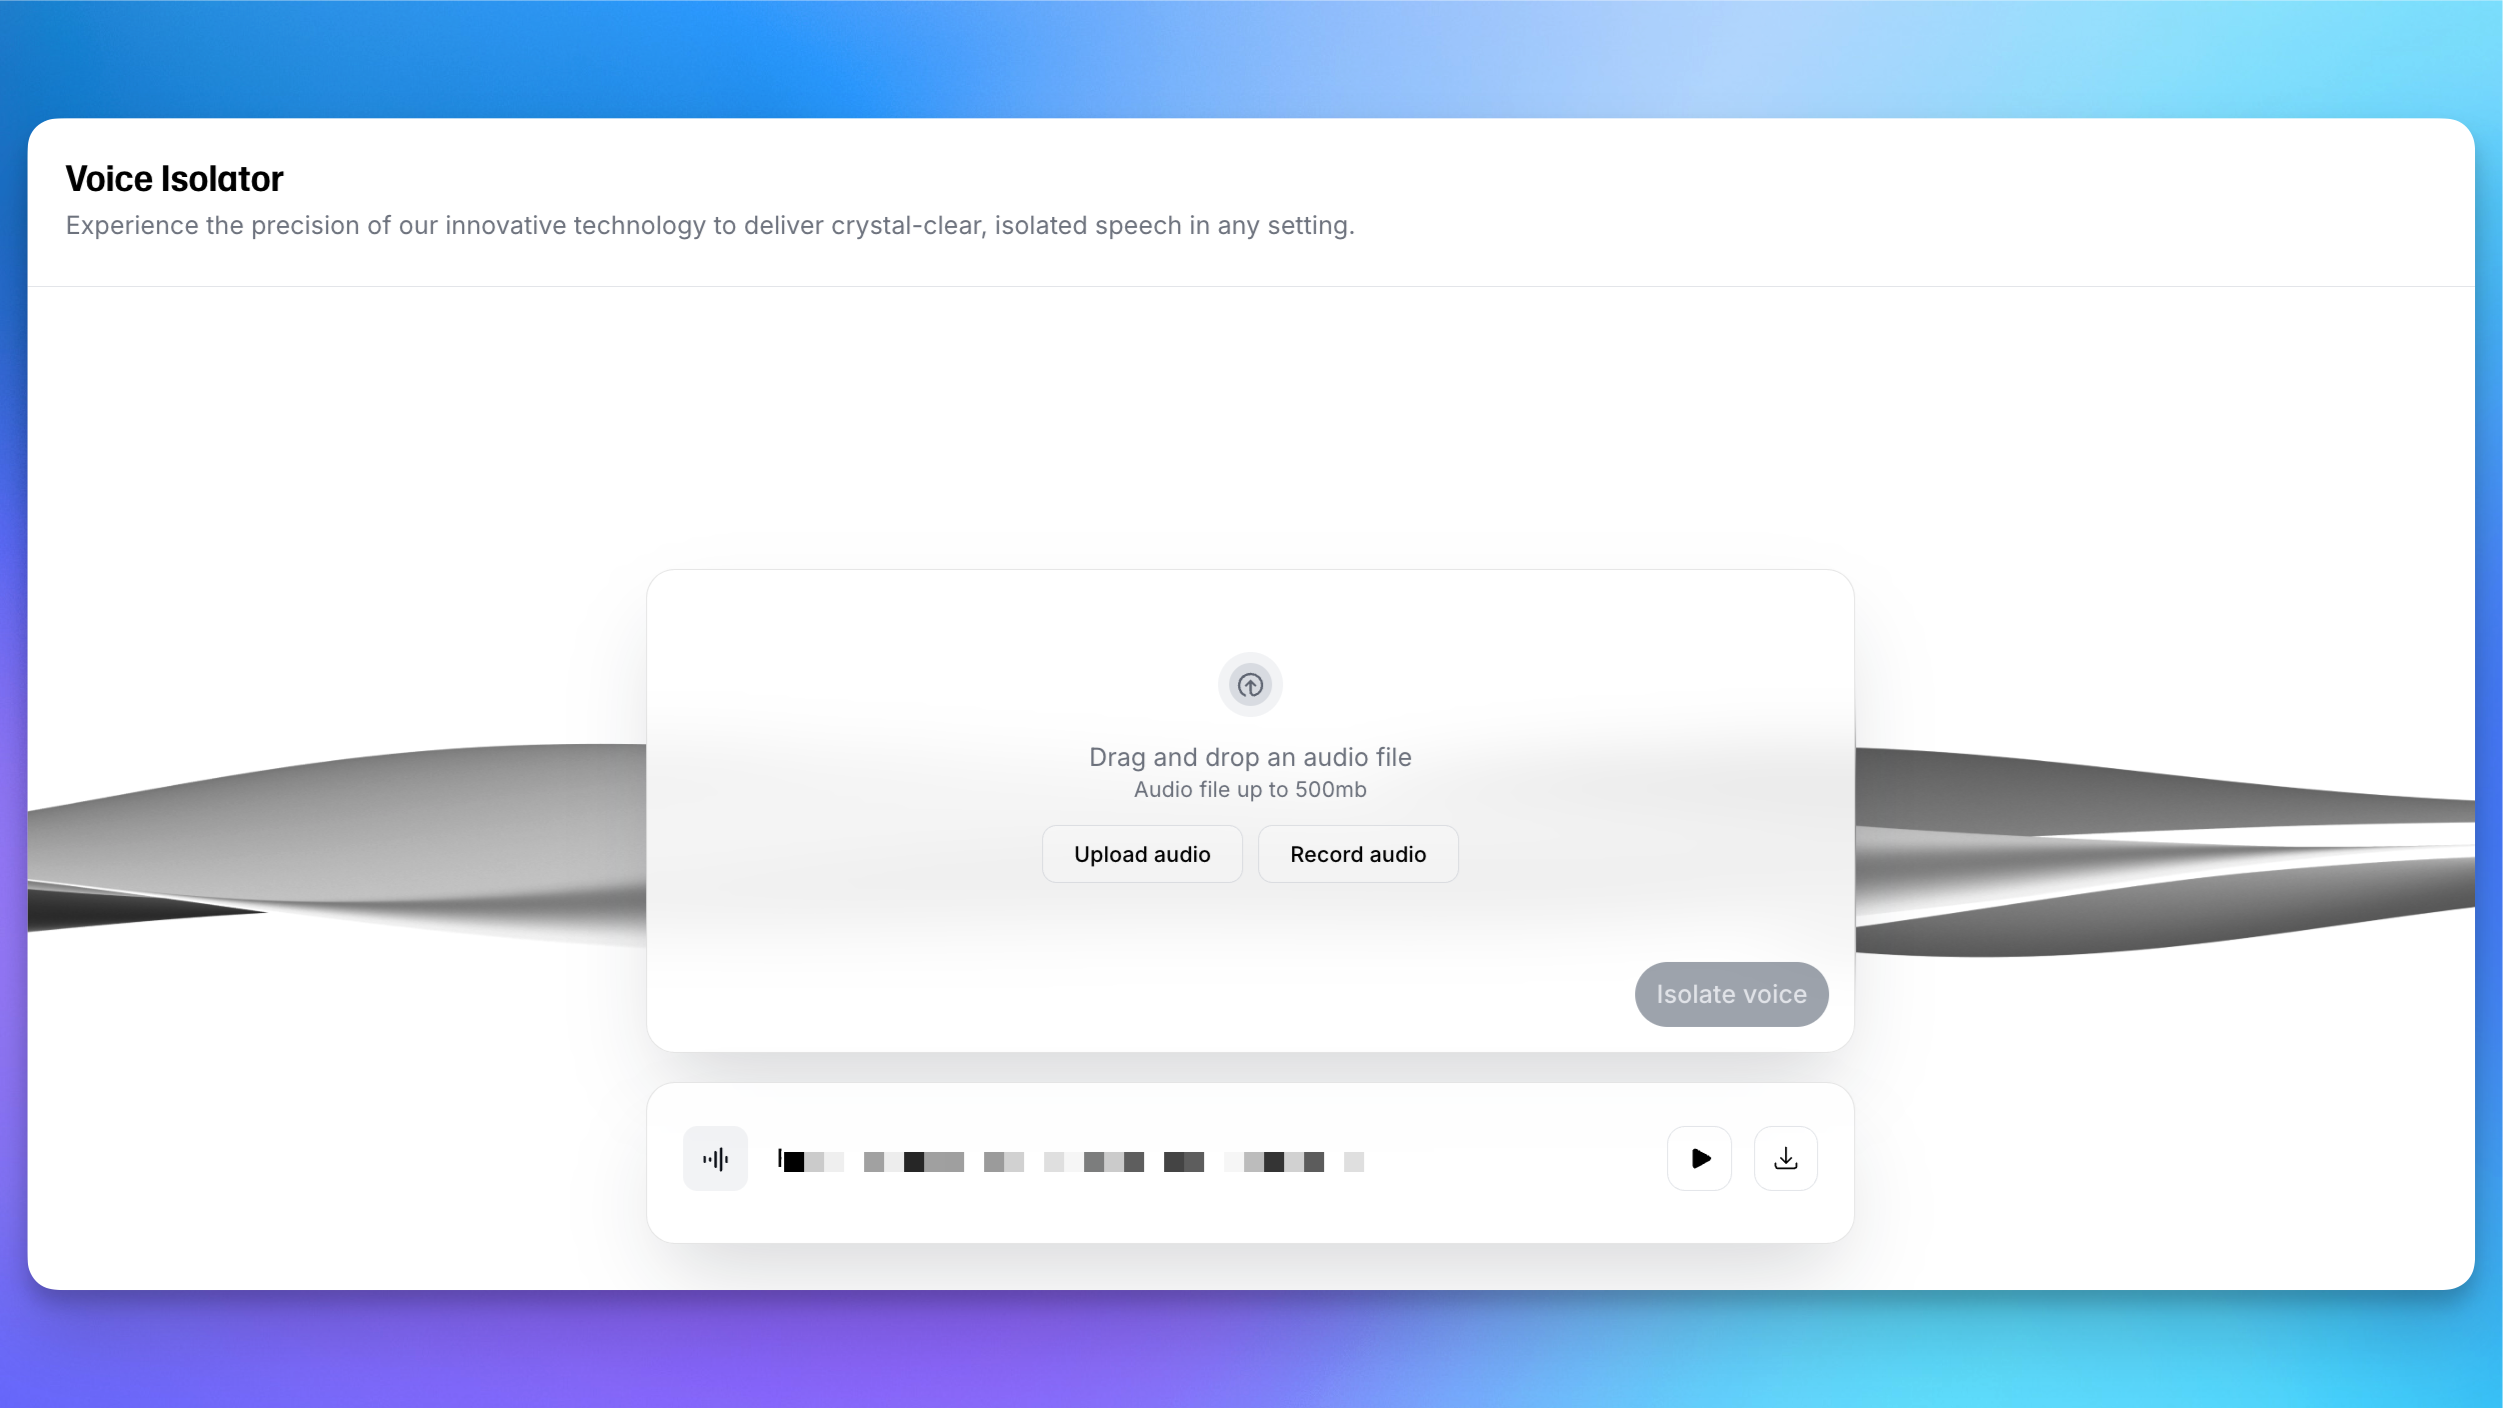 Voice Isolator
Experience the precision of our innovative technology to deliver crystal-clear, isolated speech in any setting.
Drag and drop an audio file
Audio file up to 500mb
Upload audio
Record audio
Isolate voice